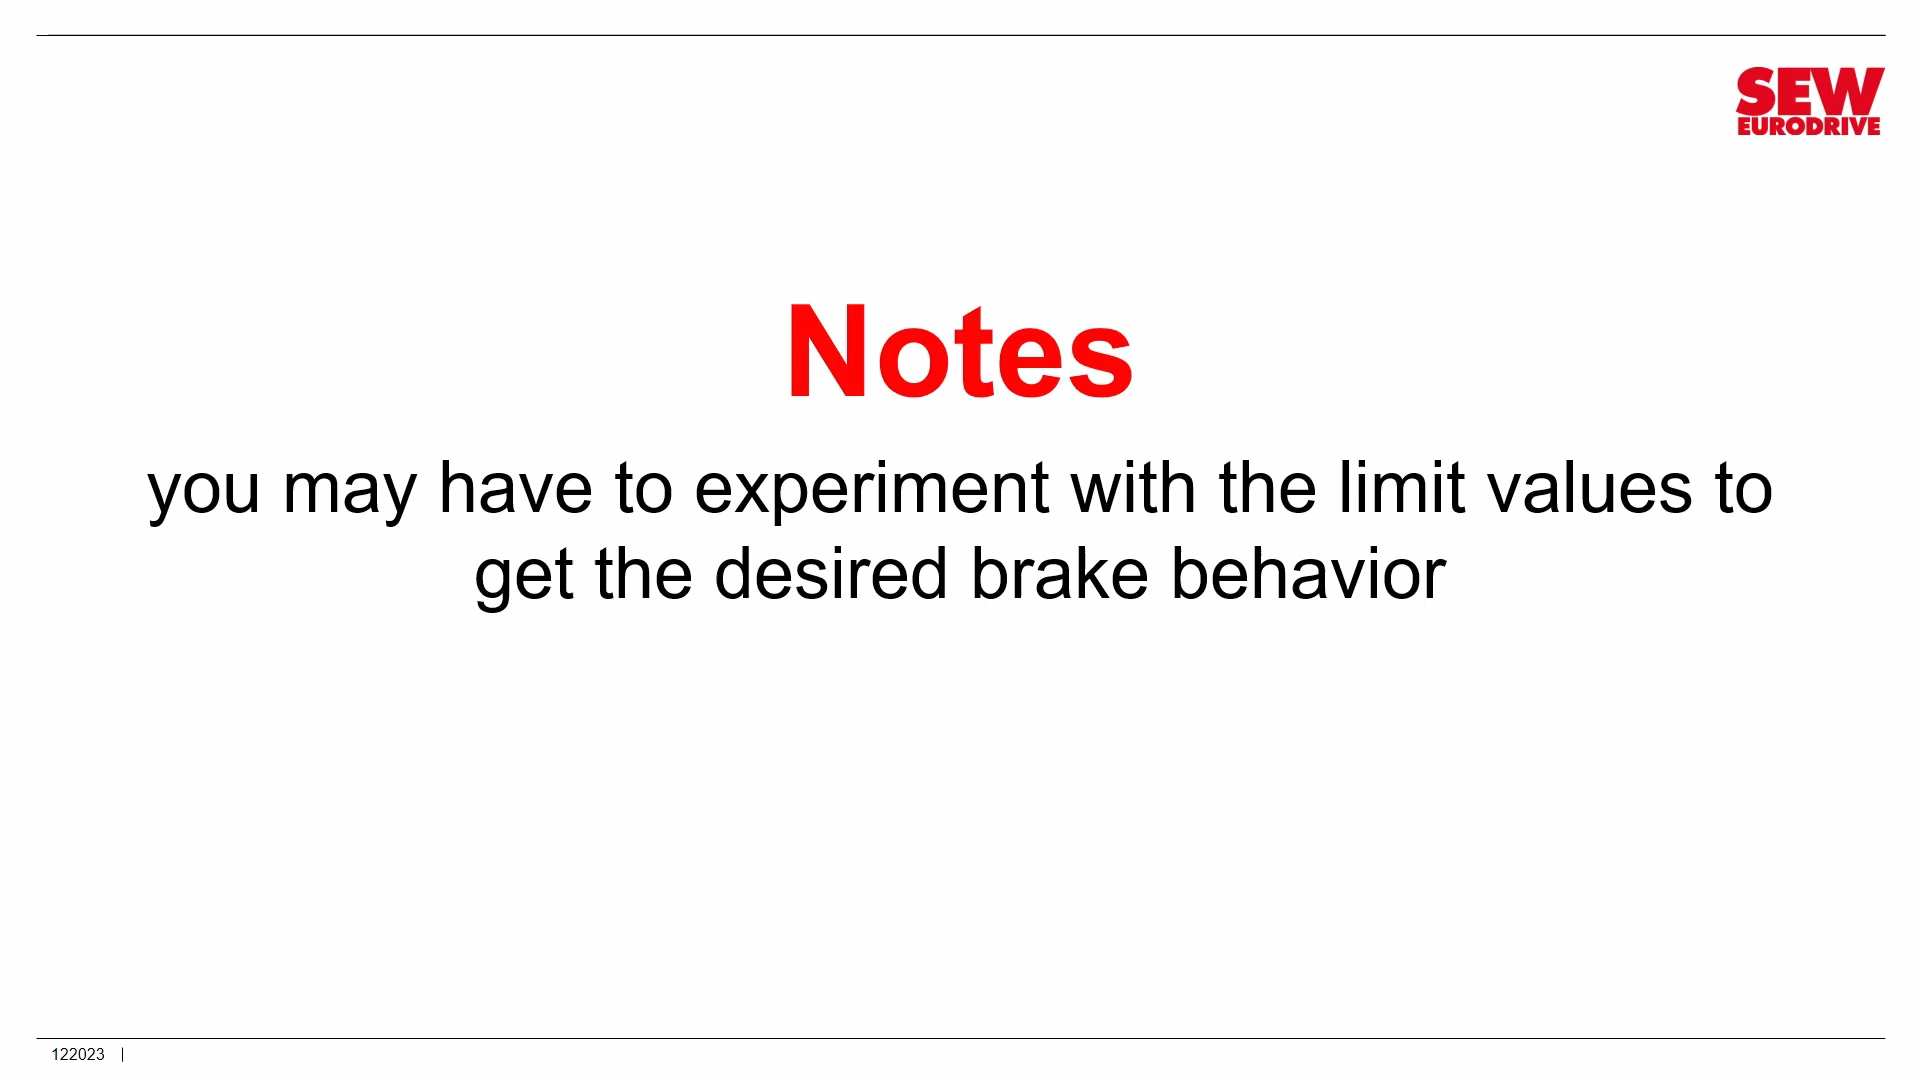 SEW
EURODRIVE
Notes
you may have to experiment with the limit values to
get the desired brake behavior
122023 |